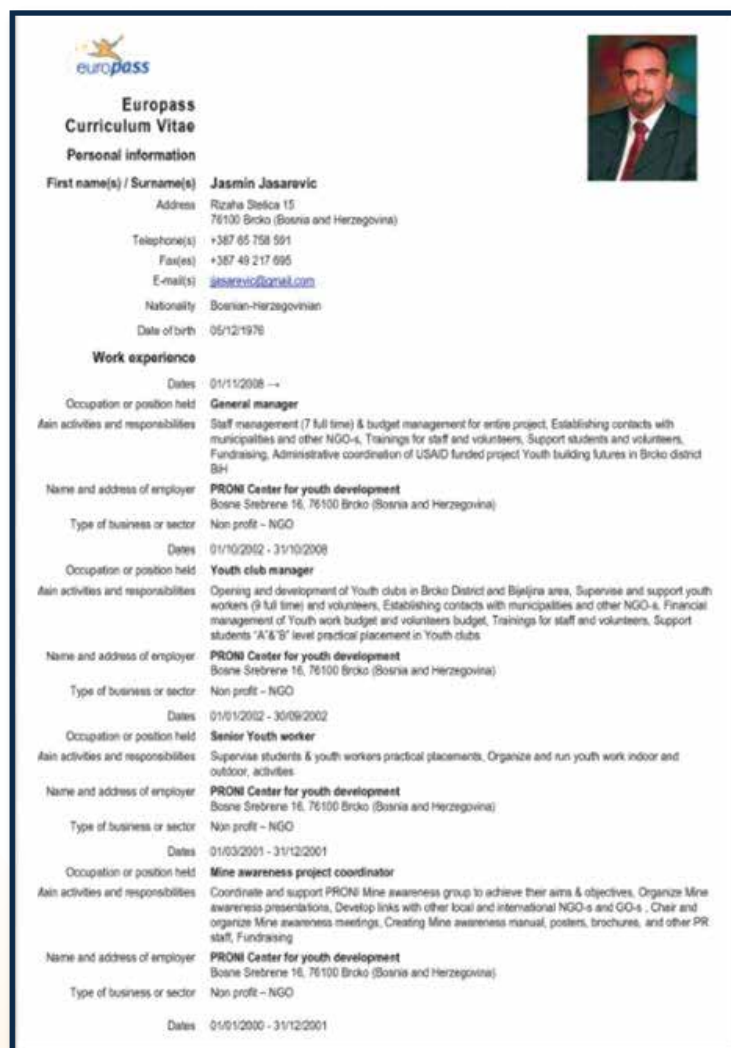 europass
Europass
Curriculum Vitae
Personal information
First name(s) / Surname(s) Jasmin Jasarevic
Address Rizaha Stetica 15
76100 Brcko (Bosnia and Herzegovina)
Telephone(s) +387 65 758 591
Fax(es) +387 49 217 695
E-mail(s) jjasarevic@gmail.com
Nationality Bosnian-Herzegovinian
Date of birth 05/12/1976
Work experience
Dates 01/11/2008 →
Occupation or position held General manager
Main activities and responsibilities Staff management (7 full time) & budget management for entire project, Establishing contacts with
municipalities and other NGO-s, Trainings for staff and volunteers, Support students and volunteers,
Fundraising, Administrative coordination of USAID funded project Youth building futures in Brcko district
BiH
Name and address of employer PRONI Center for youth development
Bosne Srebrene 16, 76100 Brcko (Bosnia and Herzegovina)
Type of business or sector Non profit – NGO
Dates 01/10/2002 - 31/10/2008
Occupation or position held Youth club manager
Main activities and responsibilities Opening and development of Youth clubs in Brcko District and Bijeljina area, Supervise and support youth
workers (9 full time) and volunteers, Establishing contacts with municipalities and other NGO-s, Financial
management of Youth work budget and volunteers budget, Trainings for staff and volunteers, Support
students "A"&"B" level practical placement in Youth clubs
Name and address of employer PRONI Center for youth development
Bosne Srebrene 16, 76100 Brcko (Bosnia and Herzegovina)
Type of business or sector Non profit – NGO
Dates 01/01/2002 - 30/09/2002
Occupation or position held Senior Youth worker
Main activities and responsibilities Supervise students & youth workers practical placements, Organize and run youth work indoor and
outdoor, activities
Name and address of employer PRONI Center for youth development
Bosne Srebrene 16, 76100 Brcko (Bosnia and Herzegovina)
Type of business or sector Non profit – NGO
Dates 01/03/2001 - 31/12/2001
Occupation or position held Mine awareness project coordinator
Main activities and responsibilities Coordinate and support PRONI Mine awareness group to achieve their aims & objectives, Organize Mine
awareness presentations, Develop links with other local and international NGO-s and GO-s , Chair and
organize Mine awareness meetings, Creating Mine awareness manual, posters, brochures, and other PR
staff, Fundraising
Name and address of employer PRONI Center for youth development
Bosne Srebrene 16, 76100 Brcko (Bosnia and Herzegovina)
Type of business or sector Non profit – NGO
Dates 01/01/2000 - 31/12/2001